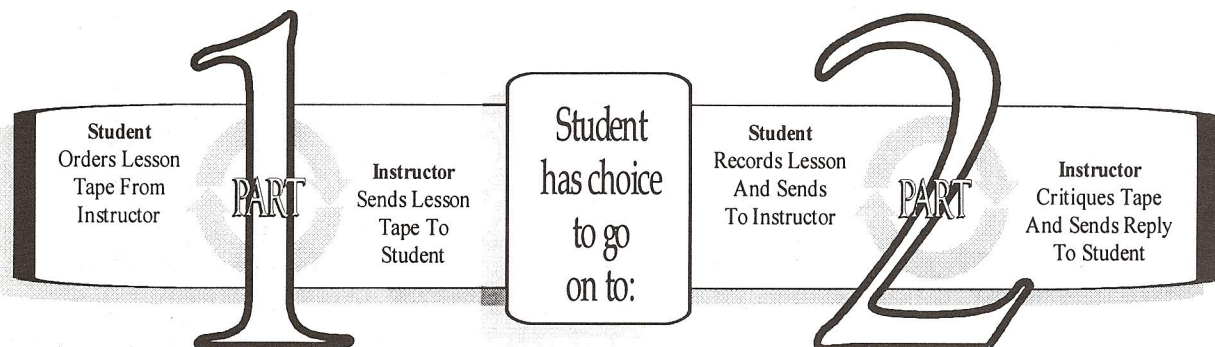 1
PART
Student
Orders Lesson
Tape From
Instructor
Instructor
Sends Lesson
Tape To
Student
Student
has choice
to go
on to:
2
PART
Student
Records Lesson
And Sends
To Instructor
Instructor
Critiques Tape
And Sends Reply
To Student